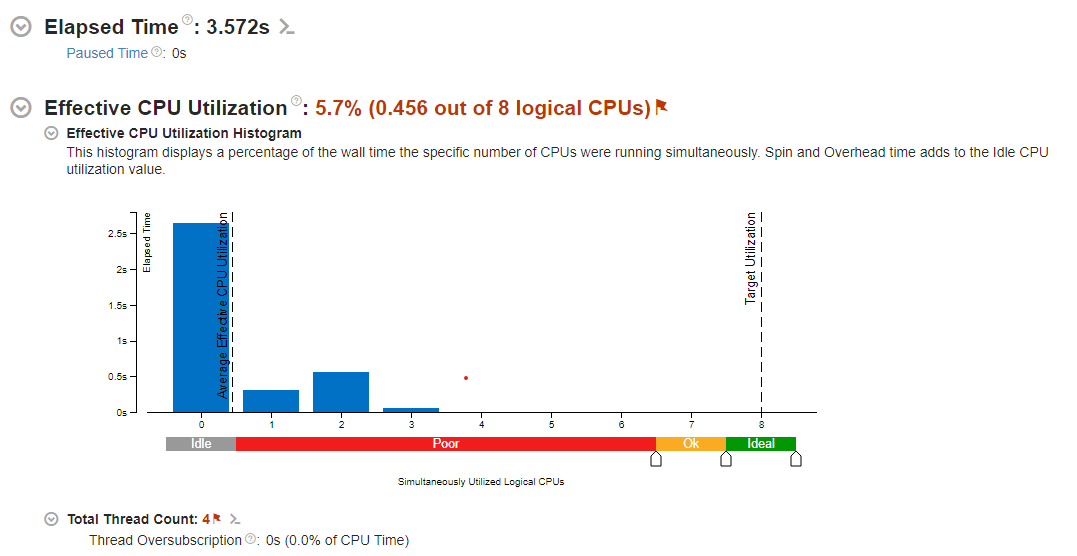 Elapsed Time ?: 3.572s
Paused Time ?: 0s
Effective CPU Utilization ?: 5.7% (0.456 out of 8 logical CPUs)
Effective CPU Utilization Histogram
This histogram displays a percentage of the wall time the specific number of CPUs were running simultaneously. Spin and Overhead time adds to the Idle CPU
utilization value.
Elapsed Time
Average Effective CPU Utilization
Target Utilization
2.5s
2s
1.5s
1s
0.5s
0s
0 1 2 3 4 5 6 7 8
Idle Poor Ok Ideal
Simultaneously Utilized Logical CPUs
Total Thread Count: 4
Thread Oversubscription ?: 0s (0.0% of CPU Time)